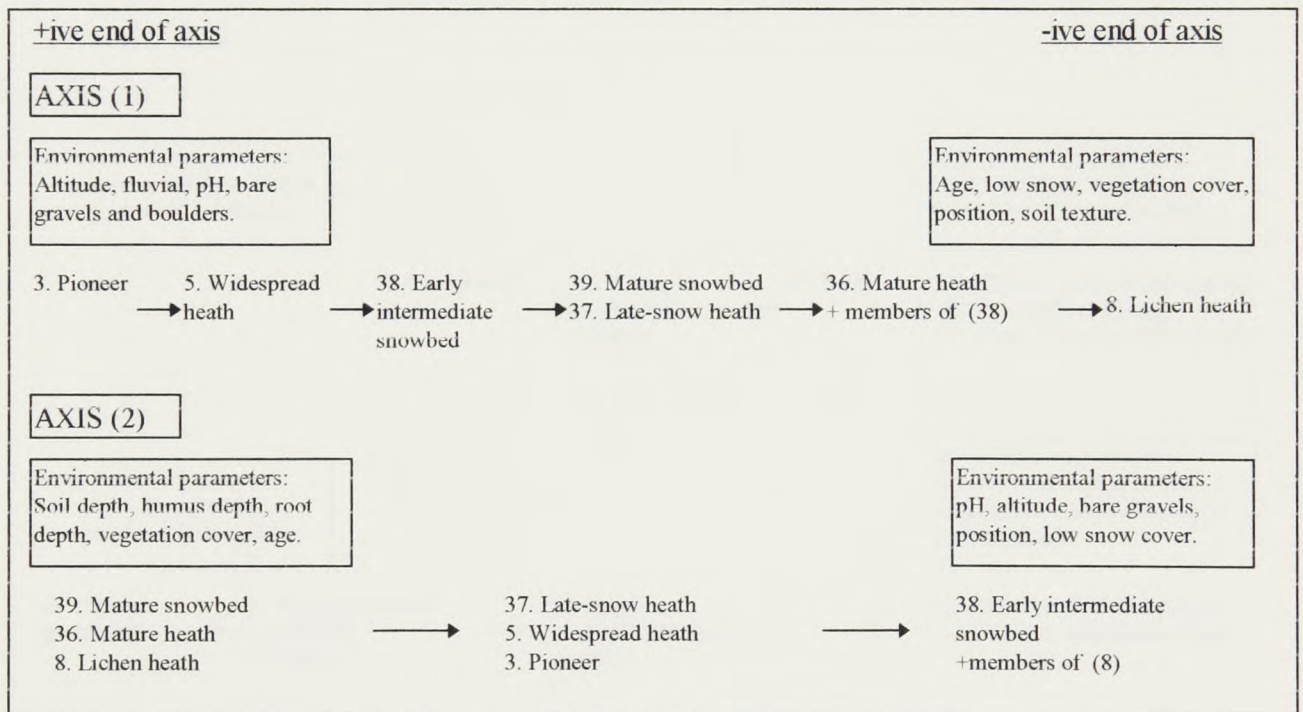 +ive end of axis
-ive end of axis
AXIS (1)
Environmental parameters:
Altitude, fluvial, pH, bare
gravels and boulders.
Environmental parameters:
Age, low snow, vegetation cover,
position, soil texture.
3. Pioneer
5. Widespread
heath
38. Early
intermediate
snowbed
39. Mature snowbed
37. Late-snow heath
36. Mature heath
+ members of (38)
8. Lichen heath
AXIS (2)
Environmental parameters:
Soil depth, humus depth, root
depth, vegetation cover, age.
Environmental parameters:
pH, altitude, bare gravels,
position, low snow cover.
39. Mature snowbed
36. Mature heath
8. Lichen heath
37. Late-snow heath
5. Widespread heath
3. Pioneer
38. Early intermediate
snowbed
+members of (8)